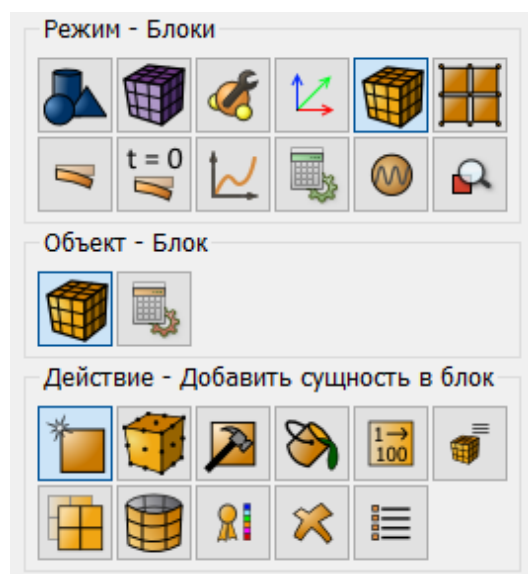 Режим - Блоки
t = 0
Объект - Блок
Действие - Добавить сущность в блок
1→
100